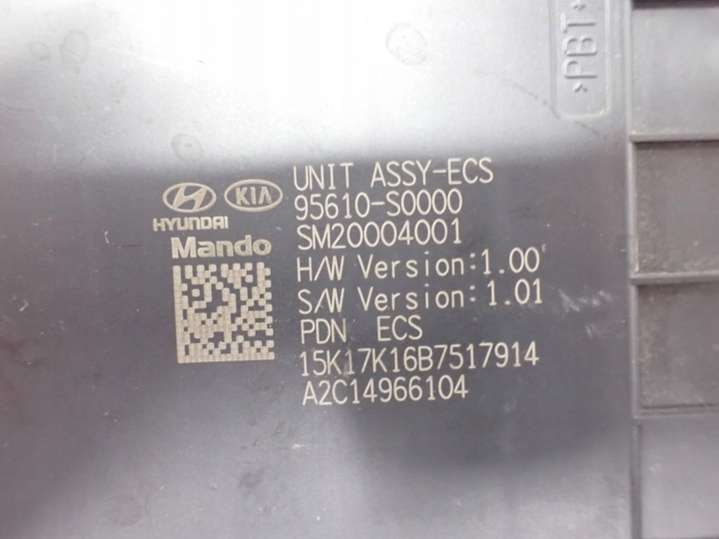 >PBT<
UNIT ASSY-ECS
95610-S0000
SM20004001
H/W Version:1.00
S/W Version:1.01
PDN ECS
15K17K16B7517914
A2C14966104
HYUNDAI
KIA
Mando